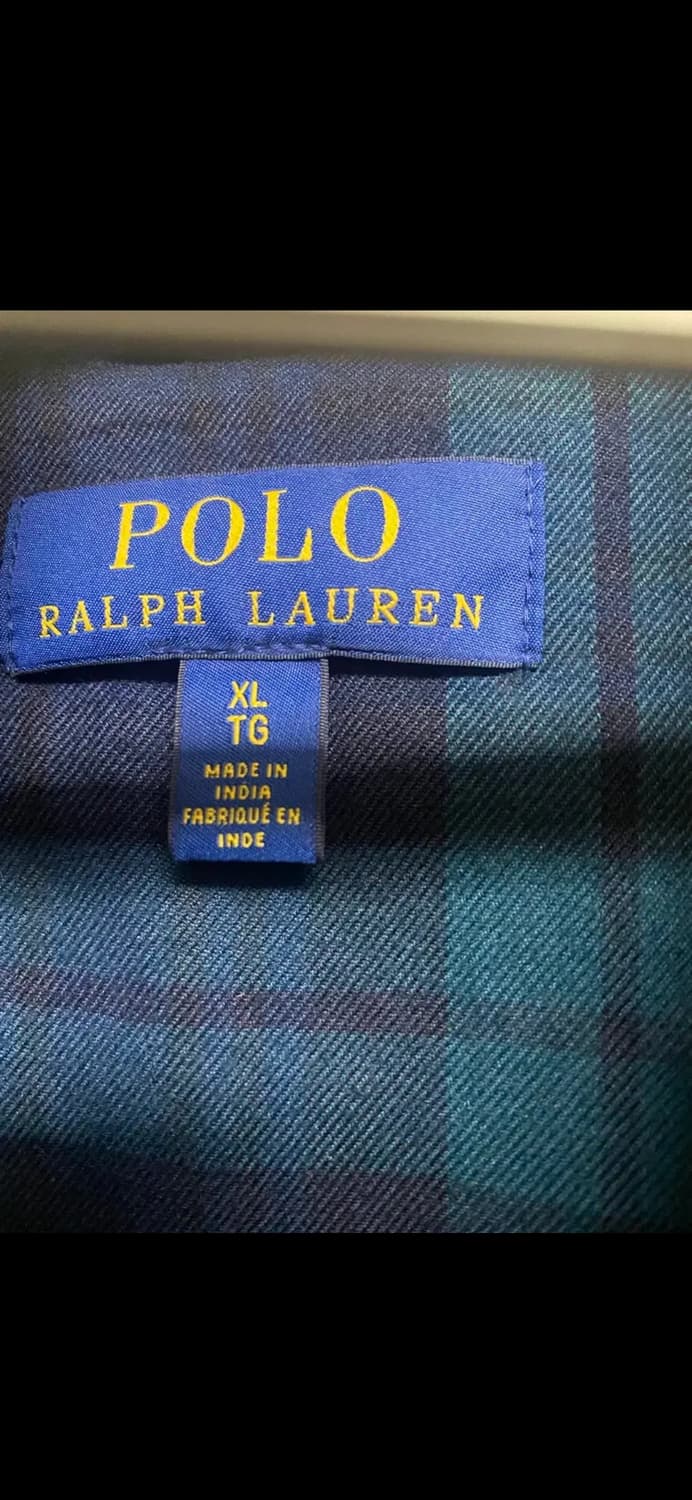 POLO
RALPH LAUREN
XL
TG
MADE IN
INDIA
FABRIQUÉ EN
INDE